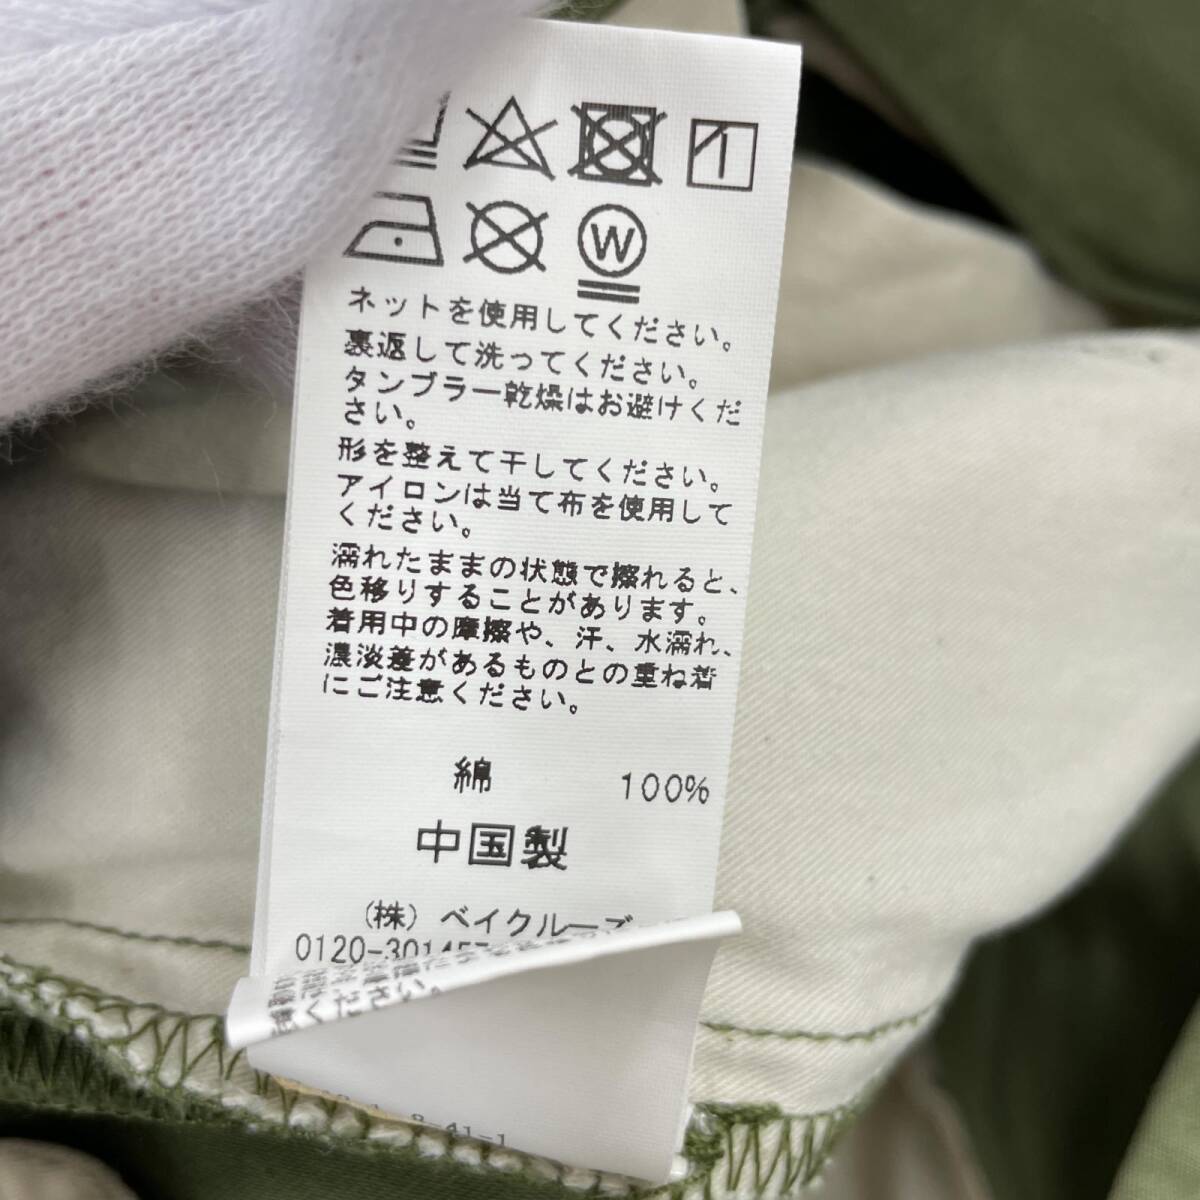 W
ネットを使用してください。
裏返して洗ってください。
タンブラー乾燥はお避けくだ
さい。
形を整えて干してください。
アイロンは当て布を使用して
ください。
濡れたままの状態で擦れると、
色移りすることがあります。
着用中の摩擦や、汗、水濡れ、
濃淡差があるものとの重ね着
にご注意ください。
綿 100%
中国製
(株) ベイクルーズ
0120-301457